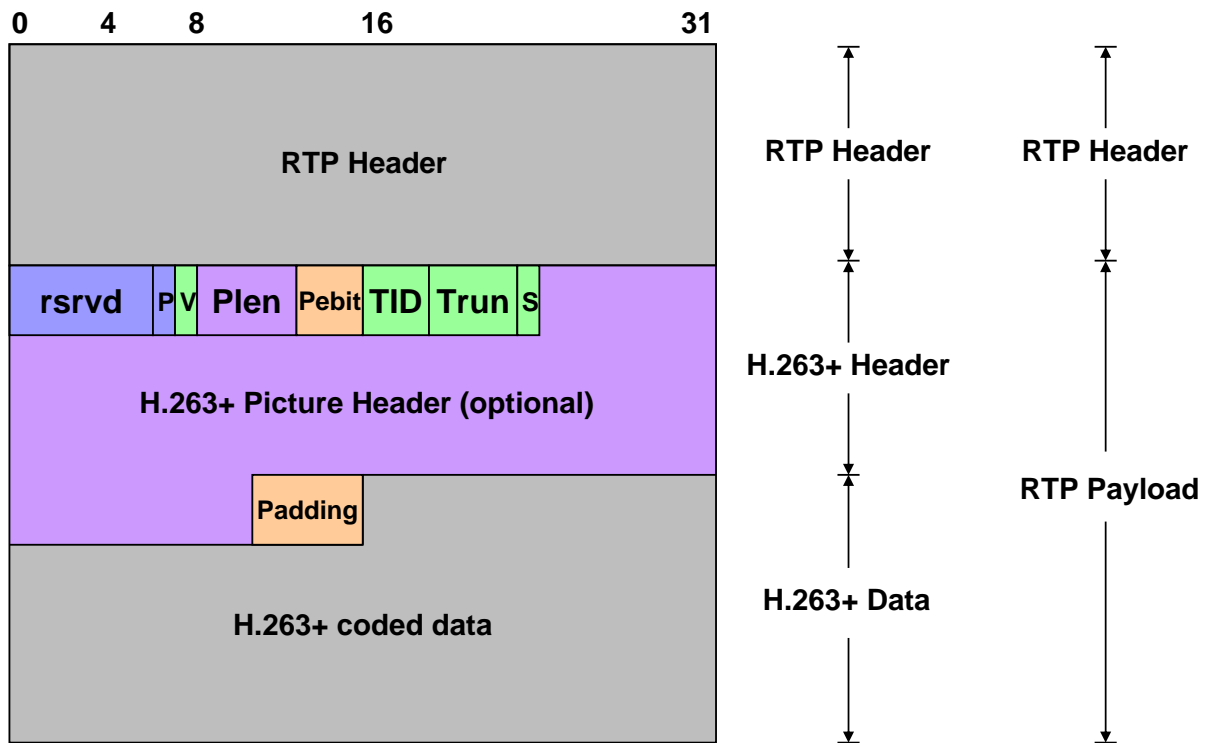 0 4 8 16 31
RTP Header
RTP Header
RTP Header
rsrvd P V Plen Pebit TID Trun S
H.263+ Header
H.263+ Picture Header (optional)
Padding
RTP Payload
H.263+ Data
H.263+ coded data